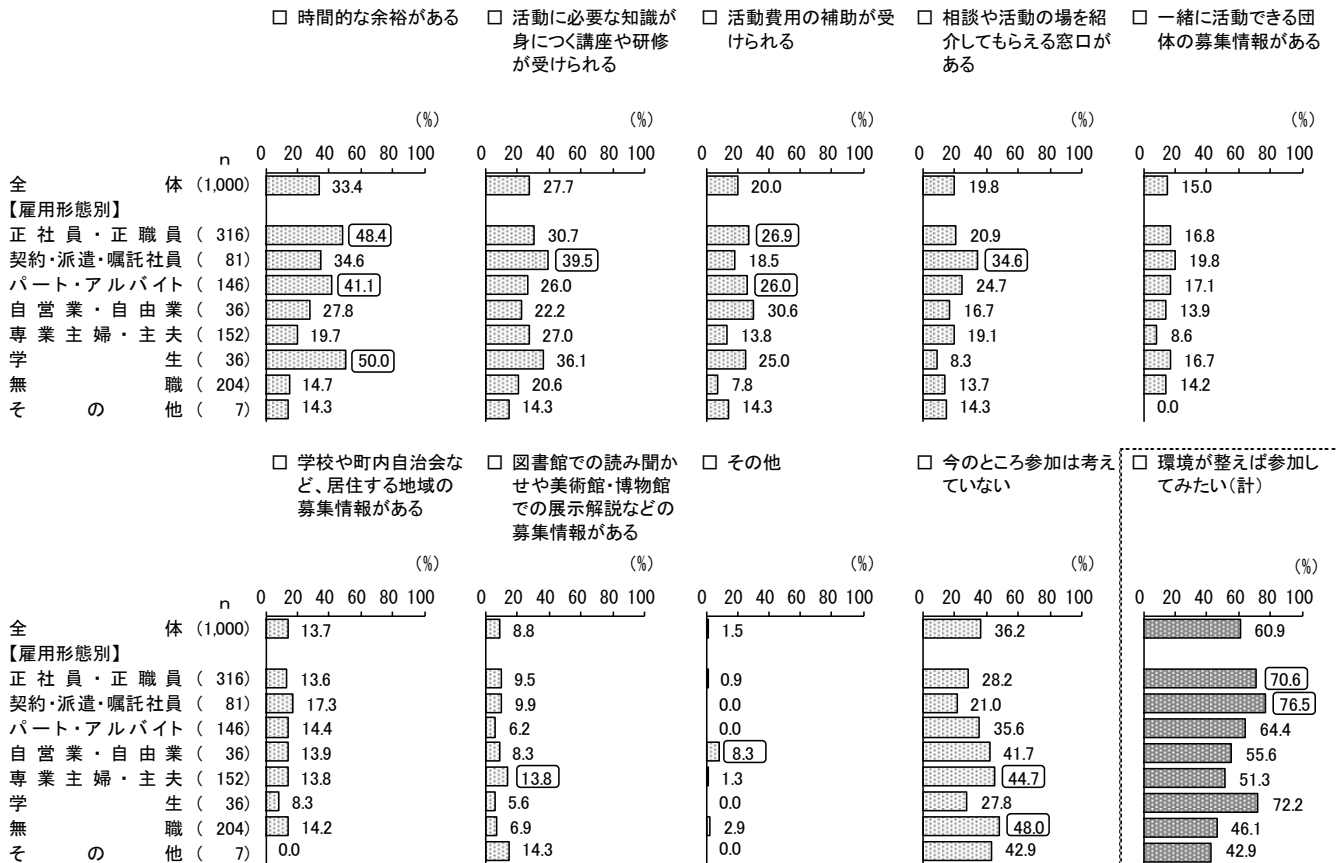 □ 時間的な余裕がある
□ 活動に必要な知識が
身につく講座や研修
が受けられる
□ 活動費用の補助が受
けられる
□ 相談や活動の場を紹
介してもらえる窓口が
ある
□ 一緒に活動できる団
体の募集情報がある
(%) (%) (%) (%) (%)
n 0 20 40 60 80 100 0 20 40 60 80 100 0 20 40 60 80 100 0 20 40 60 80 100 0 20 40 60 80 100
全体 (1,000) 33.4 27.7 20.0 19.8 15.0
【雇用形態別】
正社員・正職員 ( 316) 48.4 30.7 26.9 20.9 16.8
契約・派遣・嘱託社員 ( 81) 34.6 39.5 18.5 34.6 19.8
パート・アルバイト ( 146) 41.1 26.0 26.0 24.7 17.1
自営業・自由業 ( 36) 27.8 22.2 30.6 16.7 13.9
専業主婦・主夫 ( 152) 19.7 27.0 13.8 19.1 8.6
学生 ( 36) 50.0 36.1 25.0 8.3 16.7
無職 ( 204) 14.7 20.6 7.8 13.7 14.2
その他 ( 7) 14.3 14.3 14.3 14.3 0.0
□ 学校や町内自治会な
ど、居住する地域の
募集情報がある
□ 図書館での読み聞か
せや美術館・博物館
での展示解説などの
募集情報がある
□ その他
□ 今のところ参加は考え
ていない
□ 環境が整えば参加し
てみたい(計)
(%) (%) (%) (%) (%)
n 0 20 40 60 80 100 0 20 40 60 80 100 0 20 40 60 80 100 0 20 40 60 80 100 0 20 40 60 80 100
全体 (1,000) 13.7 8.8 1.5 36.2 60.9
【雇用形態別】
正社員・正職員 ( 316) 13.6 9.5 0.9 28.2 70.6
契約・派遣・嘱託社員 ( 81) 17.3 9.9 0.0 21.0 76.5
パート・アルバイト ( 146) 14.4 6.2 0.0 35.6 64.4
自営業・自由業 ( 36) 13.9 8.3 8.3 41.7 55.6
専業主婦・主夫 ( 152) 13.8 13.8 1.3 44.7 51.3
学生 ( 36) 8.3 5.6 0.0 27.8 72.2
無職 ( 204) 14.2 6.9 2.9 48.0 46.1
その他 ( 7) 0.0 14.3 0.0 42.9 42.9